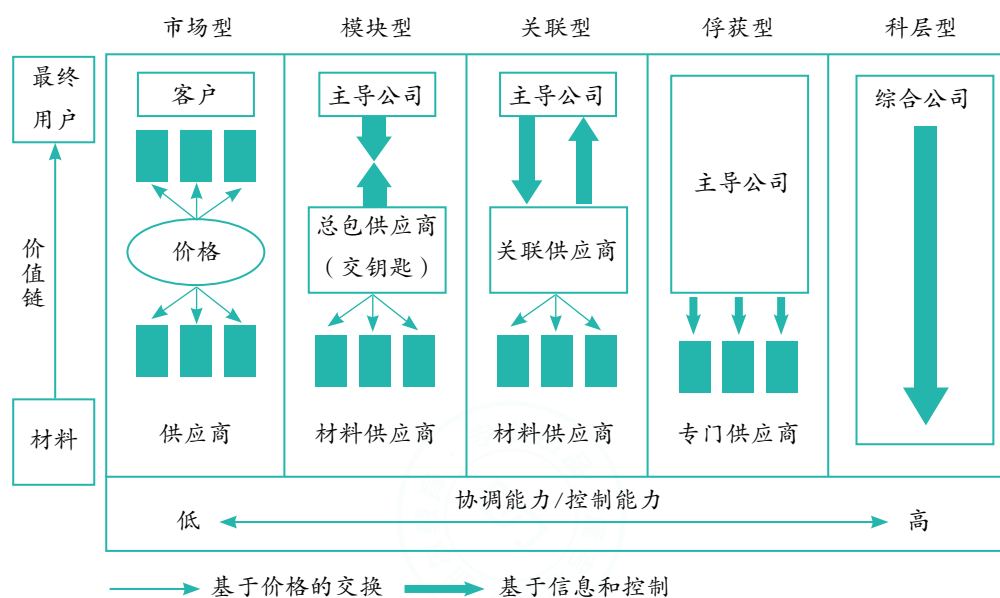 市场型
模块型
关联型
俘获型
科层型
最终
用户
价值链
材料
客户
价格
供应商
主导公司
总包供应商
（交钥匙）
材料供应商
主导公司
关联供应商
材料供应商
主导公司
专门供应商
综合公司
协调能力/控制能力
低
高
基于价格的交换
基于信息和控制